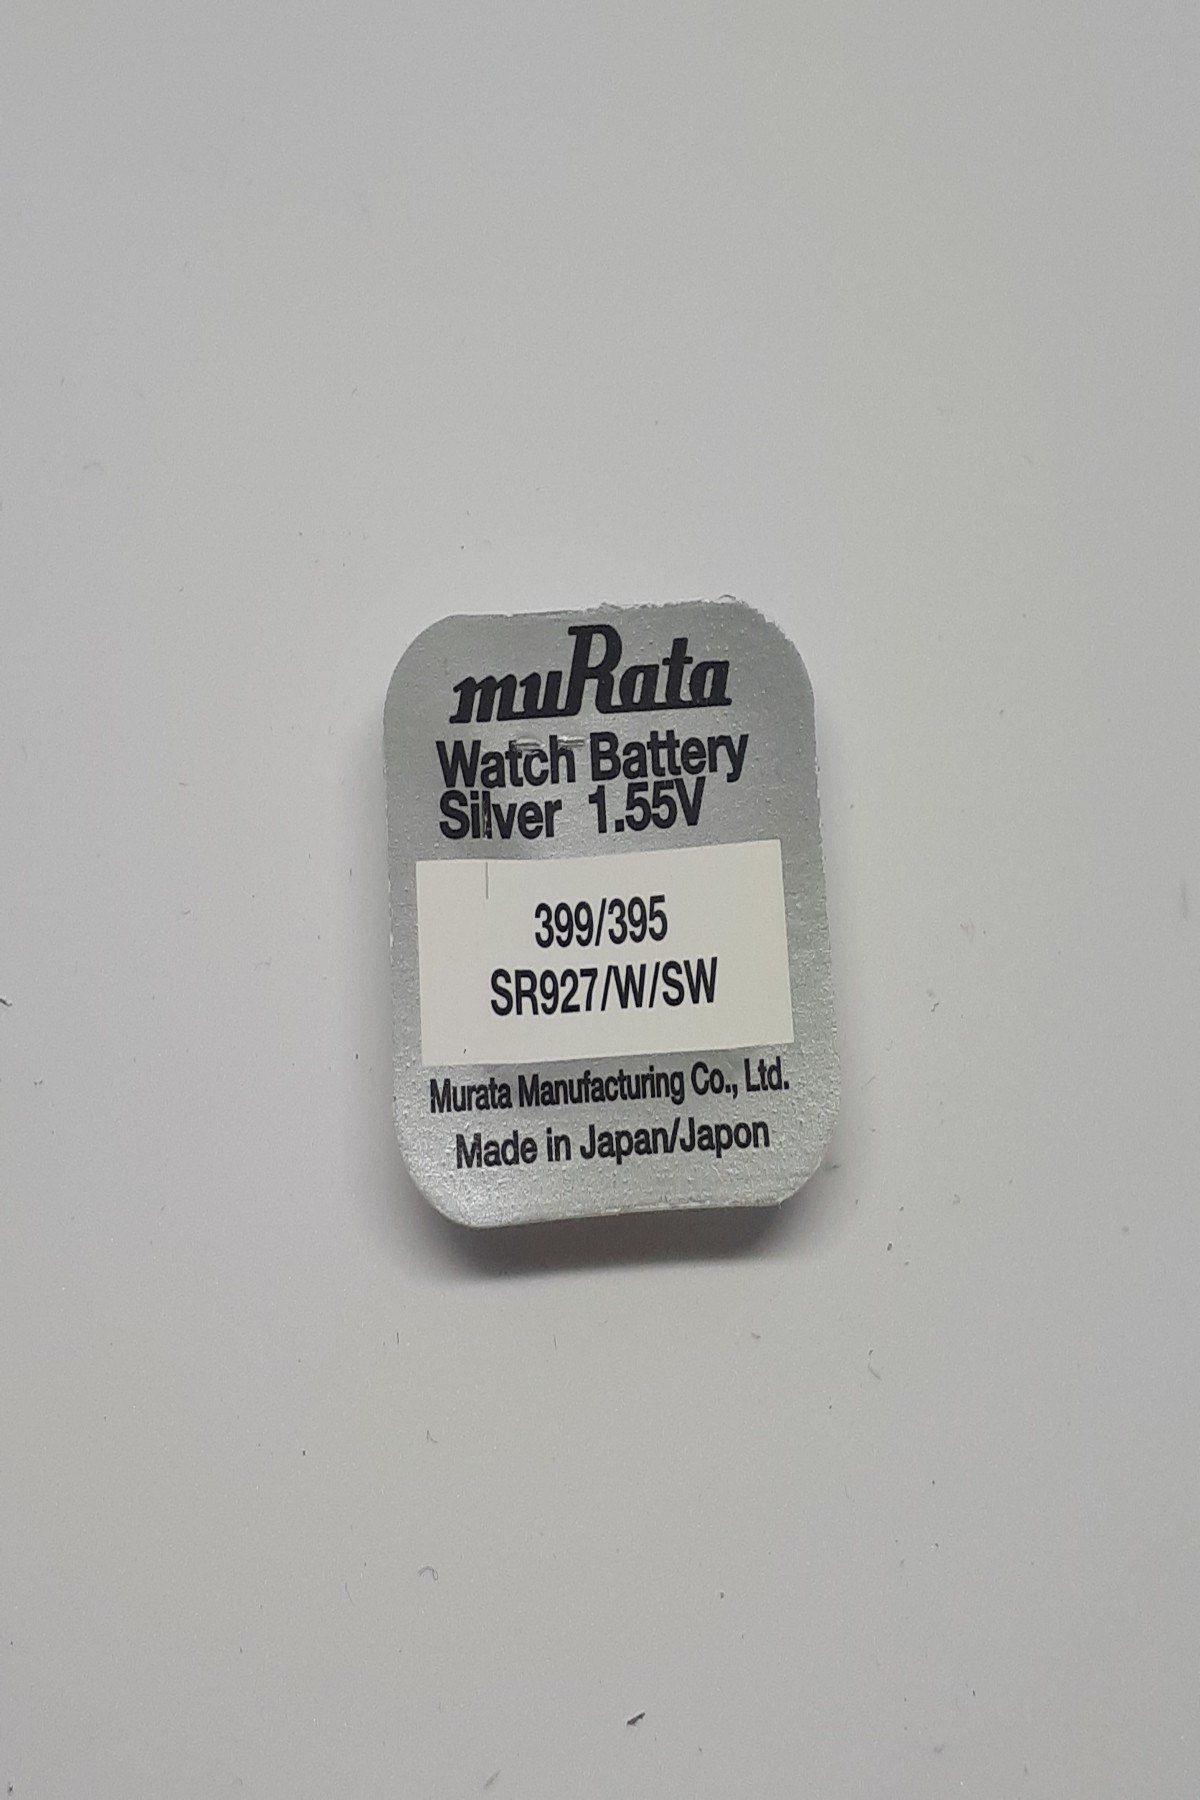 muRata
Watch Battery
Silver 1.55V
399/395
SR927/W/SW
Murata Manufacturing Co., Ltd.
Made in Japan/Japon